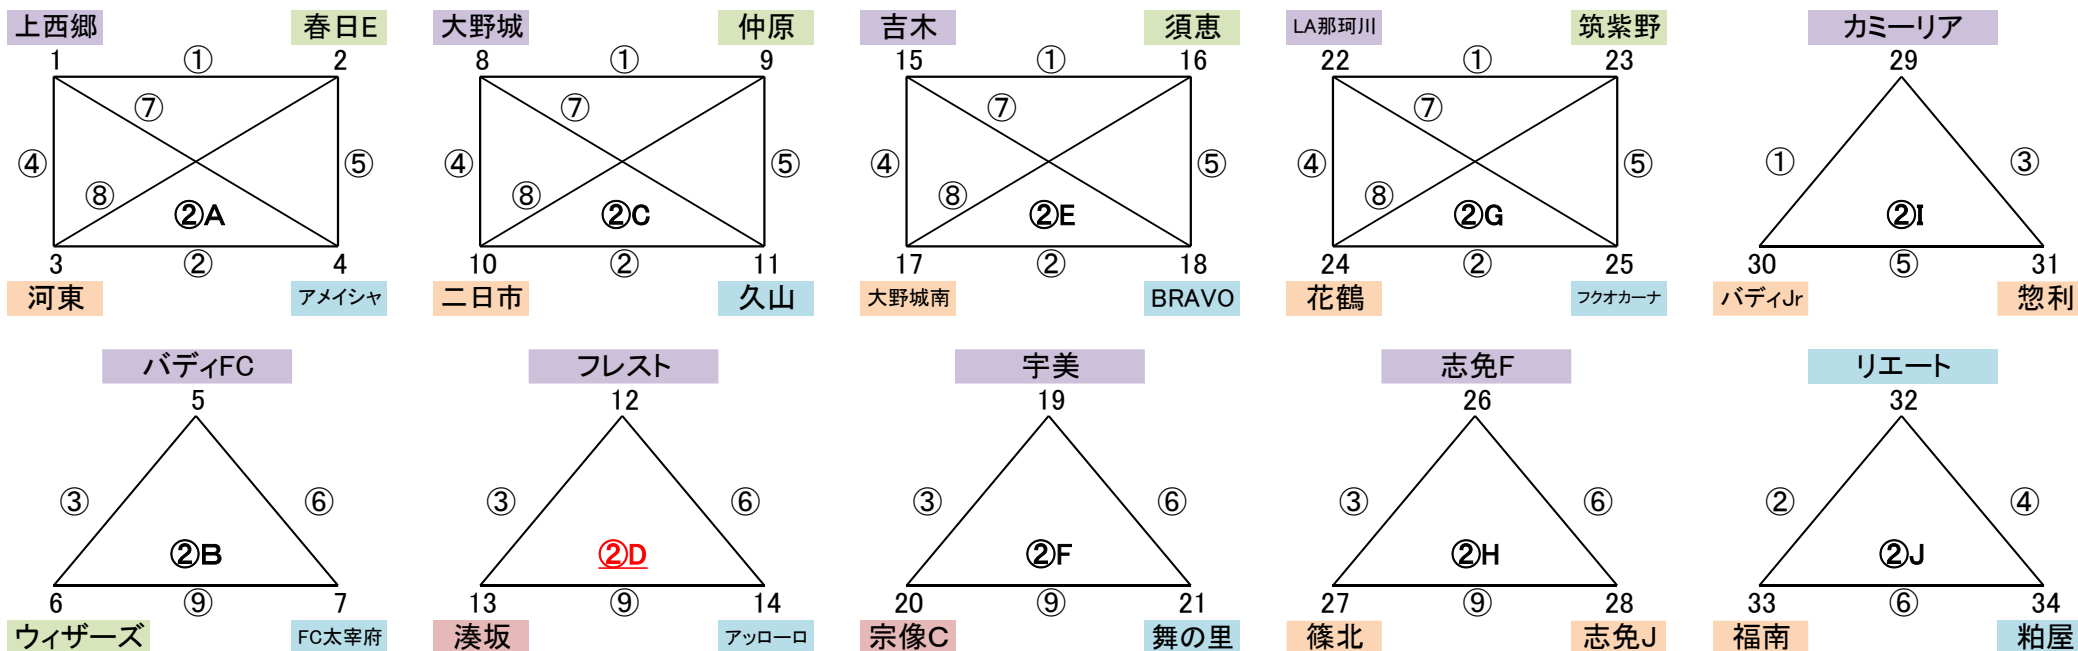 上西郷 春日E 大野城 仲原 吉木 須恵 LA那珂川 筑紫野 カミーリア
1 ① 2 8 ① 9 15 ① 16 22 ① 23 29
⑦ ⑦ ⑦ ⑦
④ ⑤ ④ ⑤ ④ ⑤ ④ ⑤ ① ③
⑧ ⑧ ⑧ ⑧
②A ②C ②E ②G ②I
3 ② 4 10 ② 11 17 ② 18 24 ② 25 30 ⑤ 31
河東 アメイシャ 二日市 久山 大野城南 BRAVO 花鶴 フクオカーナ バディJr 惣利
バディFC フレスト 宇美 志免F リエート
5 12 19 26 32
③ ⑥ ③ ⑥ ③ ⑥ ③ ⑥ ② ④
②B ②D ②F ②H ②J
6 ⑨ 7 13 ⑨ 14 20 ⑨ 21 27 ⑨ 28 33 ⑥ 34
ウィザーズ FC太宰府 湊坂 アッローロ 宗像C 舞の里 篠北 志免J 福南 粕屋